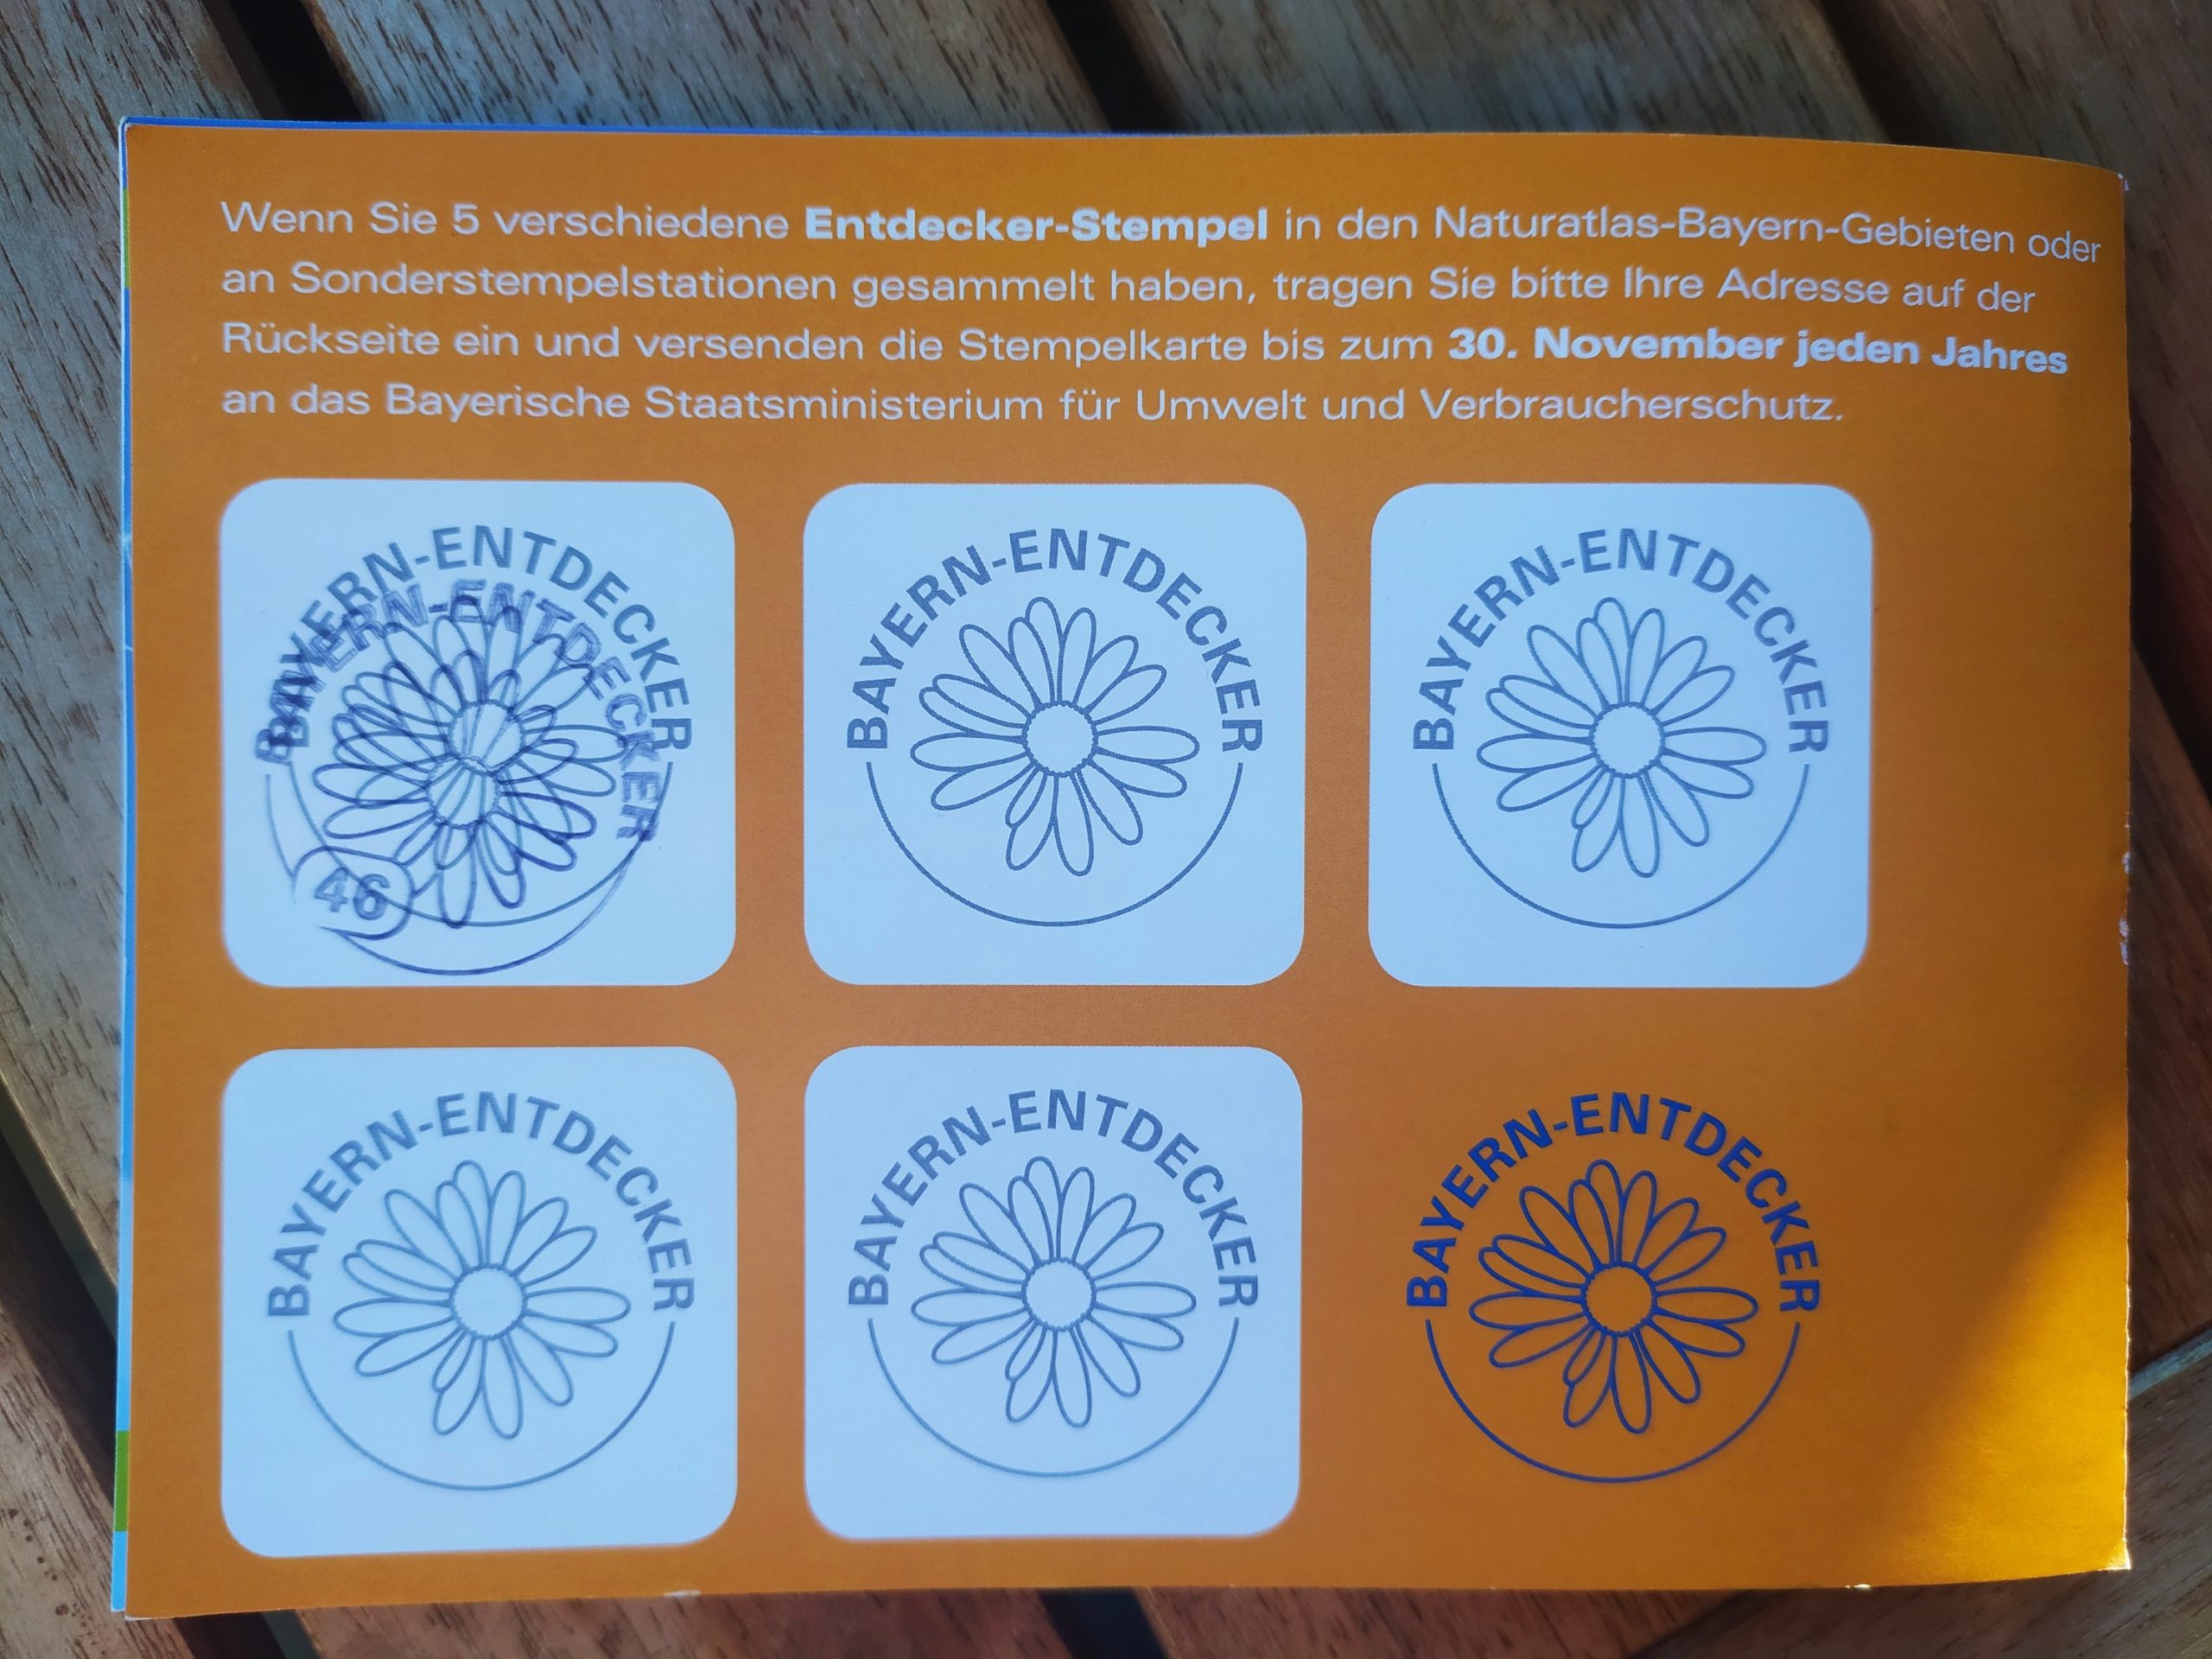 Wenn Sie 5 verschiedene Entdecker-Stempel in den Naturatlas-Bayern-Gebieten oder
an Sonderstempelstationen gesammelt haben, tragen Sie bitte Ihre Adresse auf der
Rückseite ein und versenden die Stempelkarte bis zum 30. November jeden Jahres
an das Bayerische Staatsministerium für Umwelt und Verbraucherschutz.
BAYERN-ENTDECKER
BAYERN-ENTDECKER
46
BAYERN-ENTDECKER
BAYERN-ENTDECKER
BAYERN-ENTDECKER
BAYERN-ENTDECKER
BAYERN-ENTDECKER